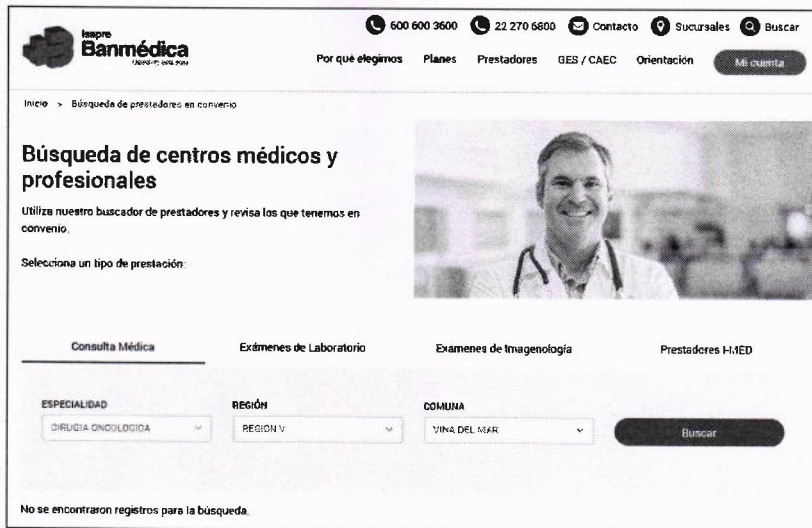 600 600 3600 22 270 6800 Contacto Sucursales Buscar
Isapre
Banmédica
Por qué elegirnos Planes Prestadores GES / CAEC Orientación Mi cuenta
Inicio > Búsqueda de prestadores en convenio
Búsqueda de centros médicos y
profesionales
Utiliza nuestro buscador de prestadores y revisa los que tenemos en
convenio.
Selecciona un tipo de prestación:
Consulta Médica Exámenes de Laboratorio Exámenes de Imagenología Prestadores I-MED
ESPECIALIDAD REGIÓN COMUNA
CIRUGIA ONCOLOGICA REGION V VINA DEL MAR Buscar
No se encontraron registros para la búsqueda.